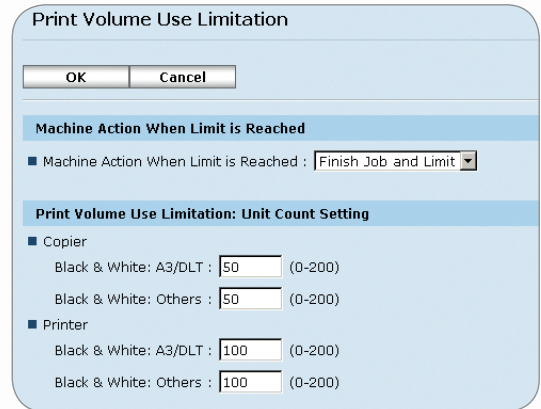 Print Volume Use Limitation
OK Cancel
Machine Action When Limit is Reached
Machine Action When Limit is Reached : Finish Job and Limit
Print Volume Use Limitation: Unit Count Setting
Copier
Black & White: A3/DLT : 50 (0-200)
Black & White: Others : 50 (0-200)
Printer
Black & White: A3/DLT : 100 (0-200)
Black & White: Others : 100 (0-200)